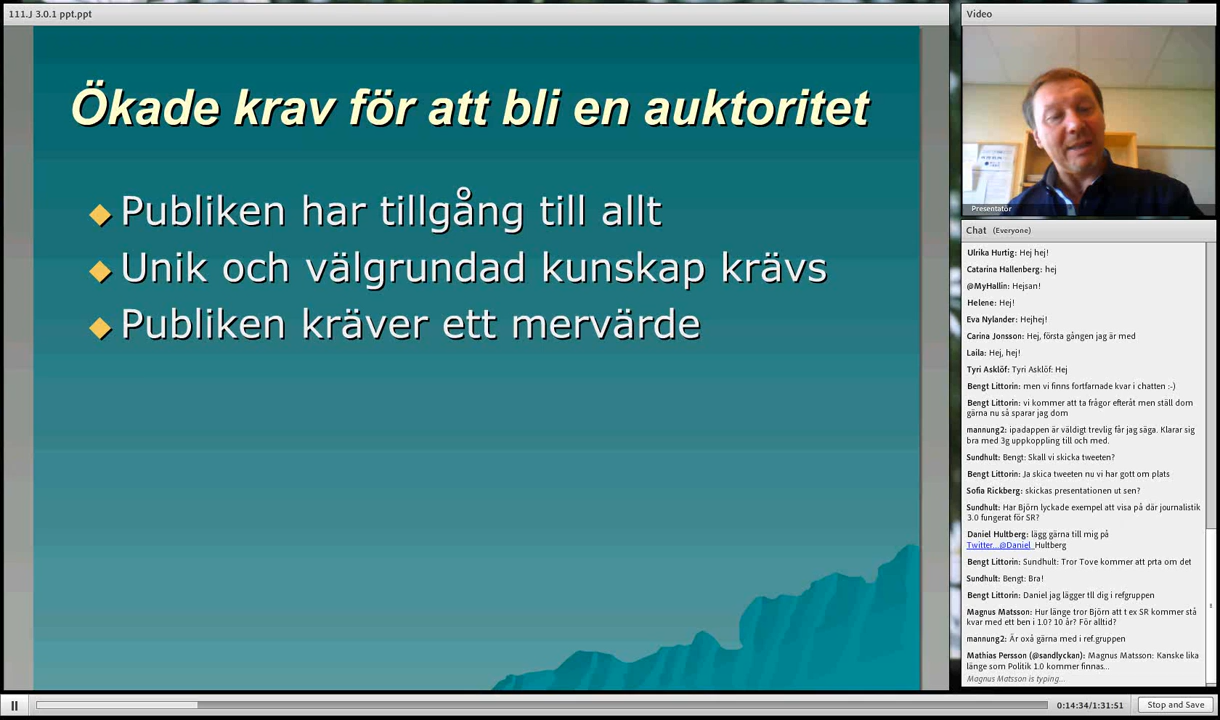 111.J 3.0.1 ppt.ppt
Ökade krav för att bli en auktoritet
Publiken har tillgång till allt
Unik och välgrundad kunskap krävs
Publiken kräver ett mervärde
Video
Presentatör
Chat (Everyone)
Ulrika Hurtig: Hej hej!
Catarina Hallenberg: hej
@MyHallin: Hejsan!
Helene: Hej!
Eva Nylander: Hejhej!
Carina Jonsson: Hej, första gången jag är med
Laila: Hej, hej!
Tyri Asklöf: Tyri Asklöf: Hej
Bengt Littorin: men vi finns fortfarnade kvar i chatten :-)
Bengt Littorin: vi kommer att ta frågor efteråt men ställ dom
gärna nu så sparar jag dom
mannung2: ipadappen är väldigt trevlig får jag säga. Klarar sig
bra med 3g uppkoppling till och med.
Sundhult: Bengt: Skall vi skicka tweeten?
Bengt Littorin: Ja skica tweeten nu vi har gott om plats
Sofia Rickberg: skickas presentationen ut sen?
Sundhult: Har Björn lyckade exempel att visa på där journalistik
3.0 fungerat för SR?
Daniel Hultberg: lägg gärna till mig på
Twitter...@Daniel_Hultberg
Bengt Littorin: Sundhult: Tror Tove kommer att prta om det
Sundhult: Bengt: Bra!
Bengt Littorin: Daniel jag lägger tll dig i refgruppen
Magnus Matsson: Hur länge tror Björn att t ex SR kommer stå
kvar med ett ben i 1.0? 10 år? För alltid?
mannung2: Är oxå gärna med i ref.gruppen
Mathias Persson (@sandlyckan): Magnus Matsson: Kanske lika
länge som Politik 1.0 kommer finnas...
Magnus Matsson is typing...
0:14:34/1:31:51
Stop and Save